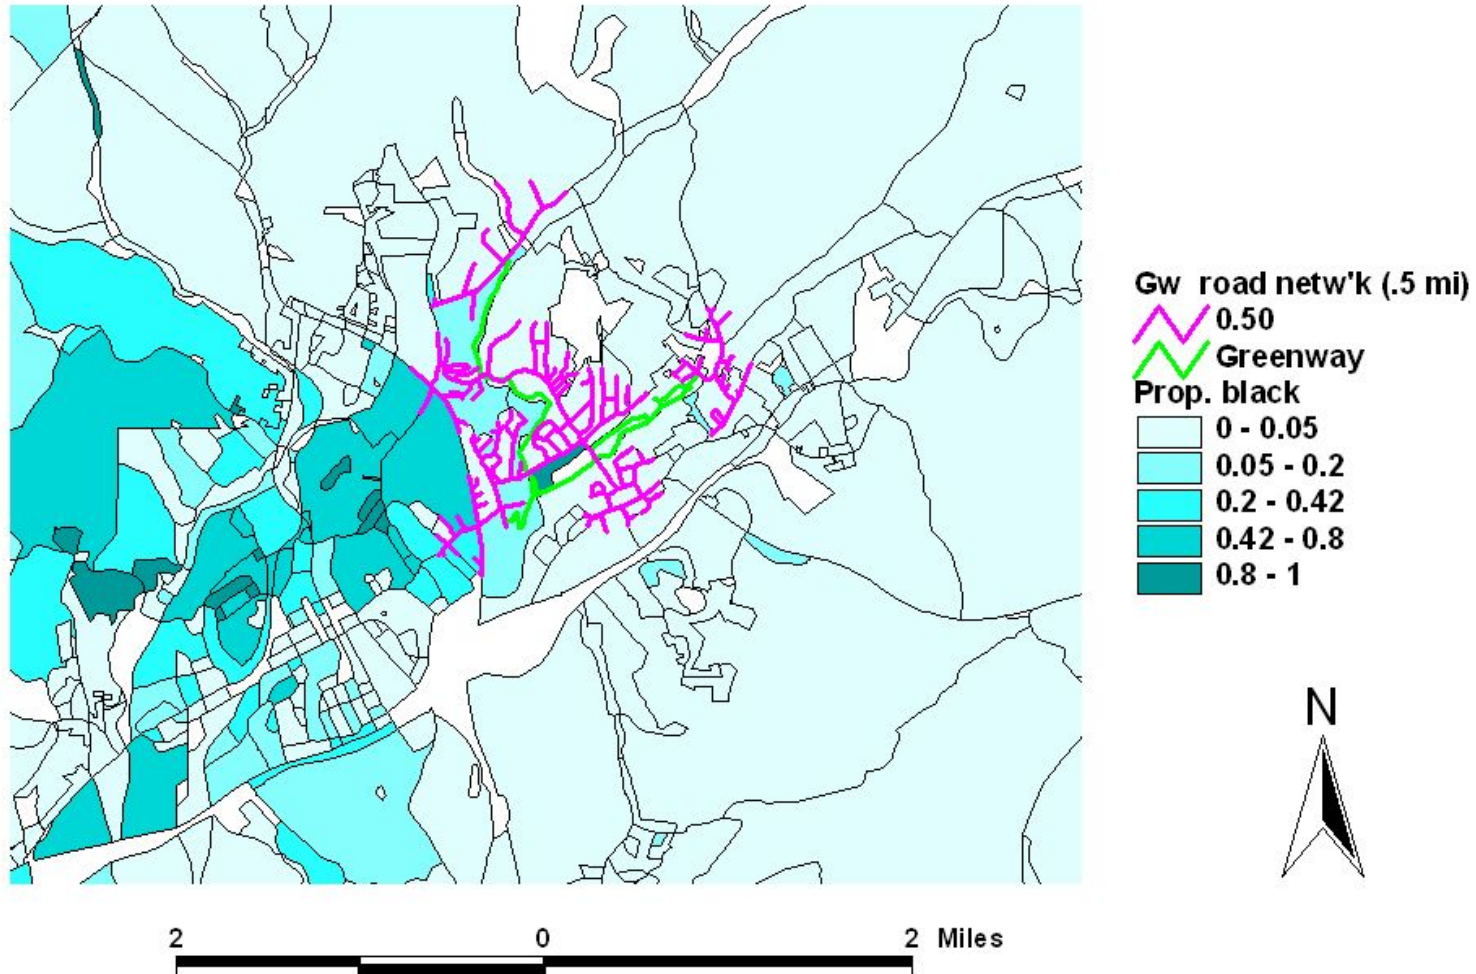 Gw road netw'k (.5 mi)
0.50
Greenway
Prop. black
0 - 0.05
0.05 - 0.2
0.2 - 0.42
0.42 - 0.8
0.8 - 1
N
2 0 2 Miles